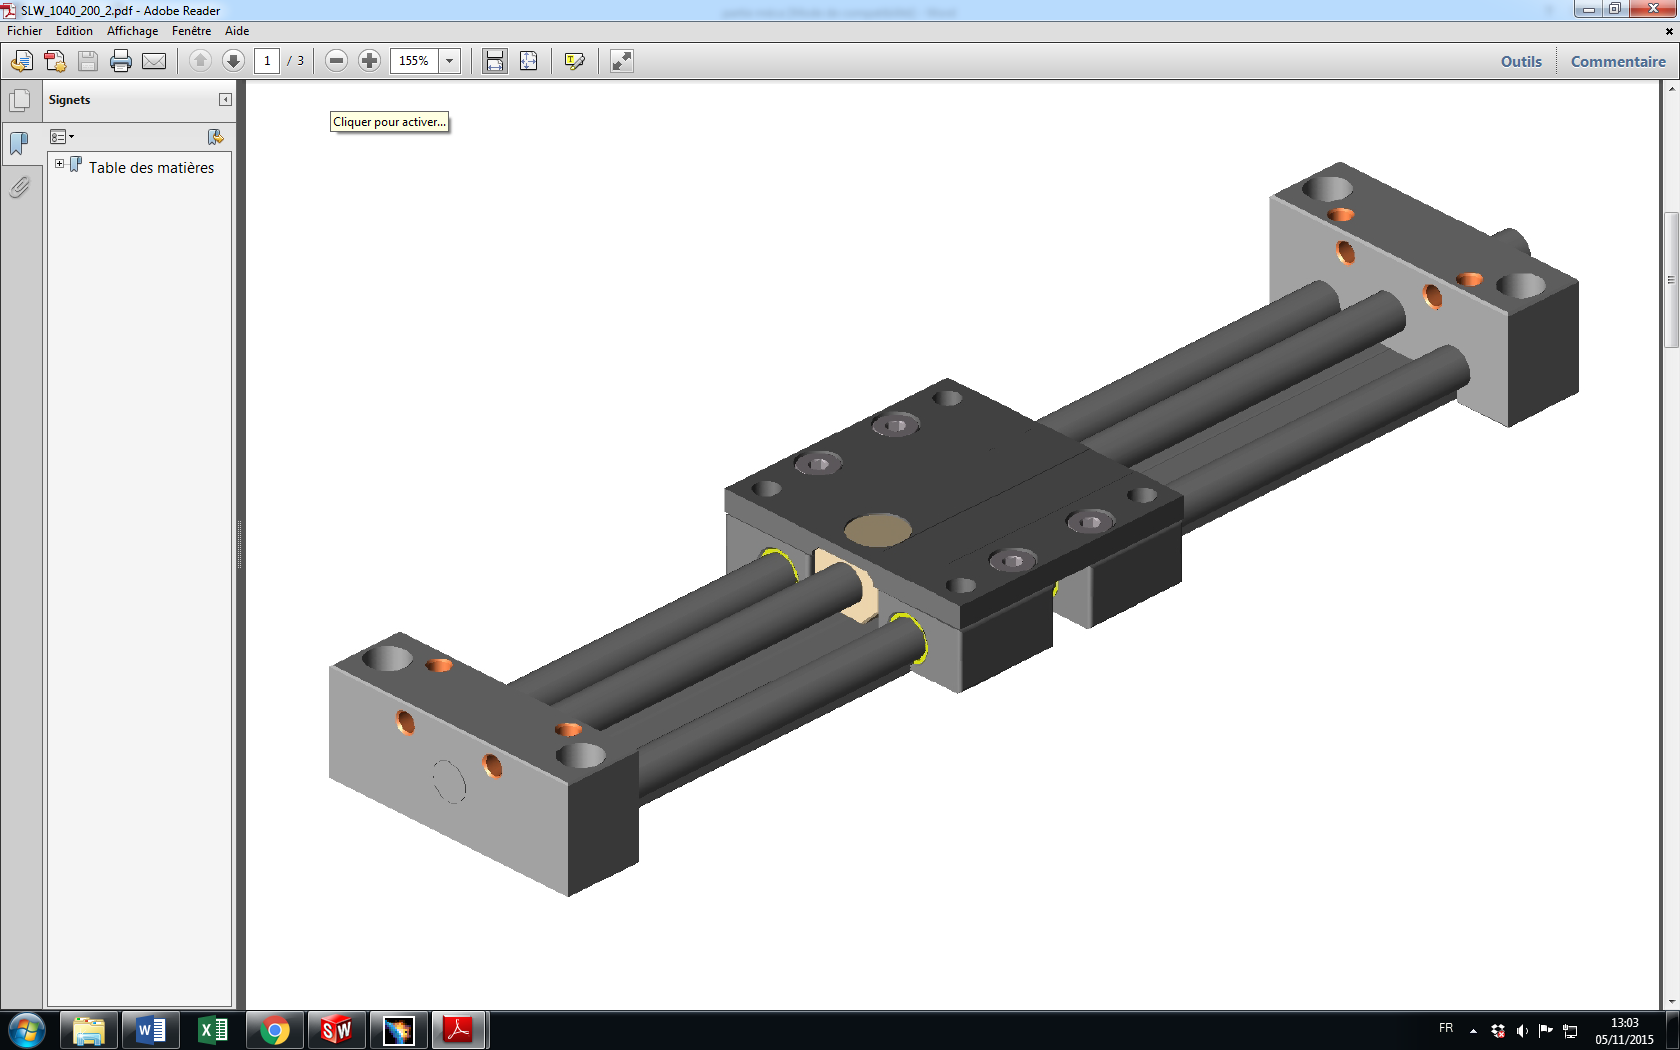 SLW_1040_200_2.pdf - Adobe Reader
Fichier Edition Affichage Fenêtre Aide
1 / 3 155% Outils Commentaire
Signets
Cliquer pour activer...
Table des matières
FR 13:03
05/11/2015